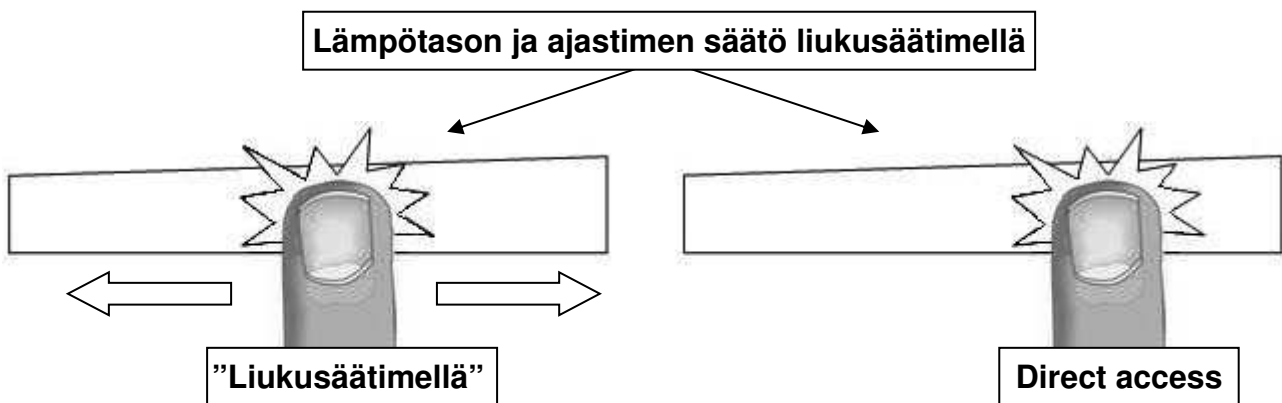 Lämpötason ja ajastimen säätö liukusäätimellä
”Liukusäätimellä”
Direct access